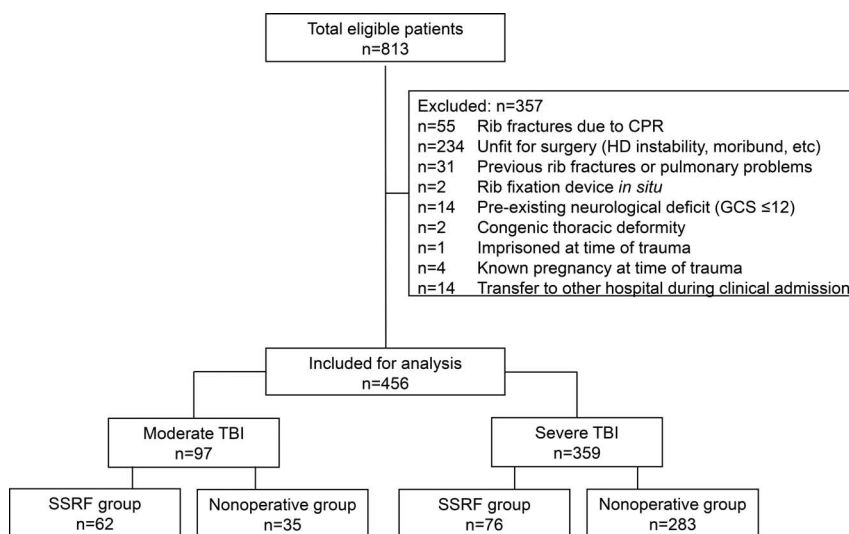 Total eligible patients
n=813
Excluded: n=357
n=55 Rib fractures due to CPR
n=234 Unfit for surgery (HD instability, moribund, etc)
n=31 Previous rib fractures or pulmonary problems
n=2 Rib fixation device in situ
n=14 Pre-existing neurological deficit (GCS ≤12)
n=2 Congenic thoracic deformity
n=1 Imprisoned at time of trauma
n=4 Known pregnancy at time of trauma
n=14 Transfer to other hospital during clinical admission
Included for analysis
n=456
Moderate TBI
n=97
Severe TBI
n=359
SSRF group
n=62
Nonoperative group
n=35
SSRF group
n=76
Nonoperative group
n=283